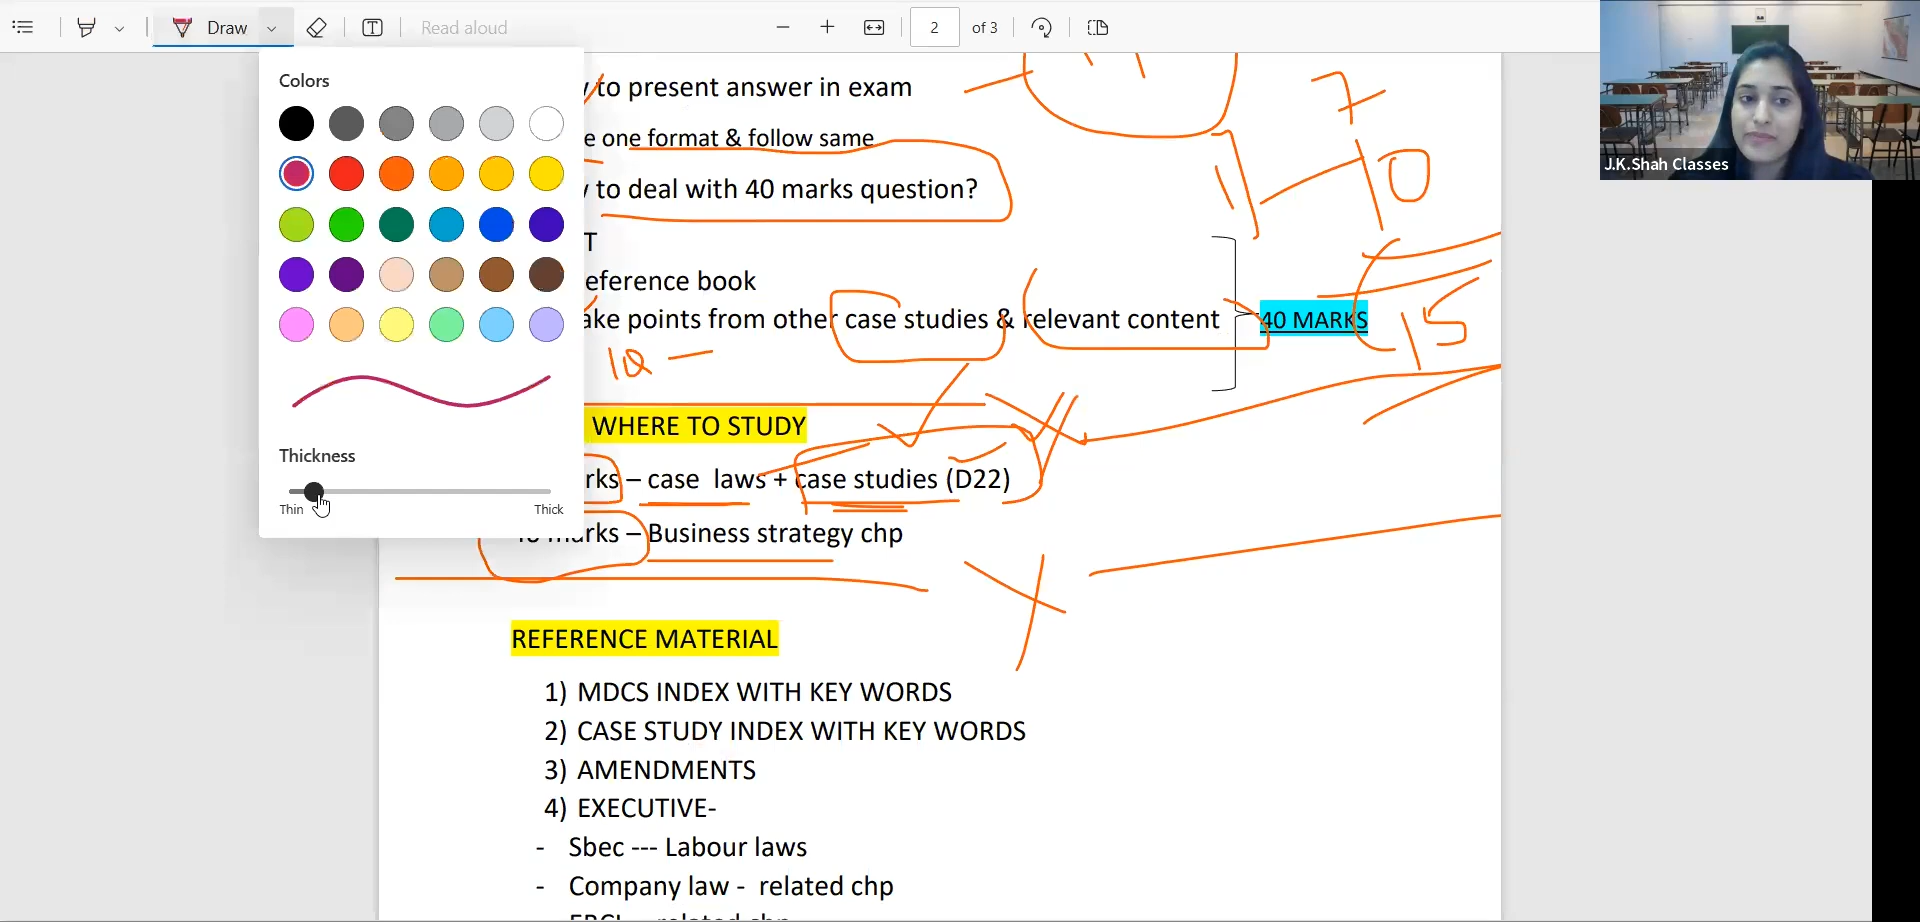 Draw
Read aloud
2 of 3
Colors
Thickness
Thin
Thick
J.K.Shah Classes
to present answer in exam
one format & follow same
to deal with 40 marks question?
T
eference book
ake points from other case studies & relevant content
40 MARKS
7
10
15
WHERE TO STUDY
rks – case laws + case studies (D22)
marks – Business strategy chp
REFERENCE MATERIAL
1) MDCS INDEX WITH KEY WORDS
2) CASE STUDY INDEX WITH KEY WORDS
3) AMENDMENTS
4) EXECUTIVE-
- Sbec --- Labour laws
- Company law - related chp